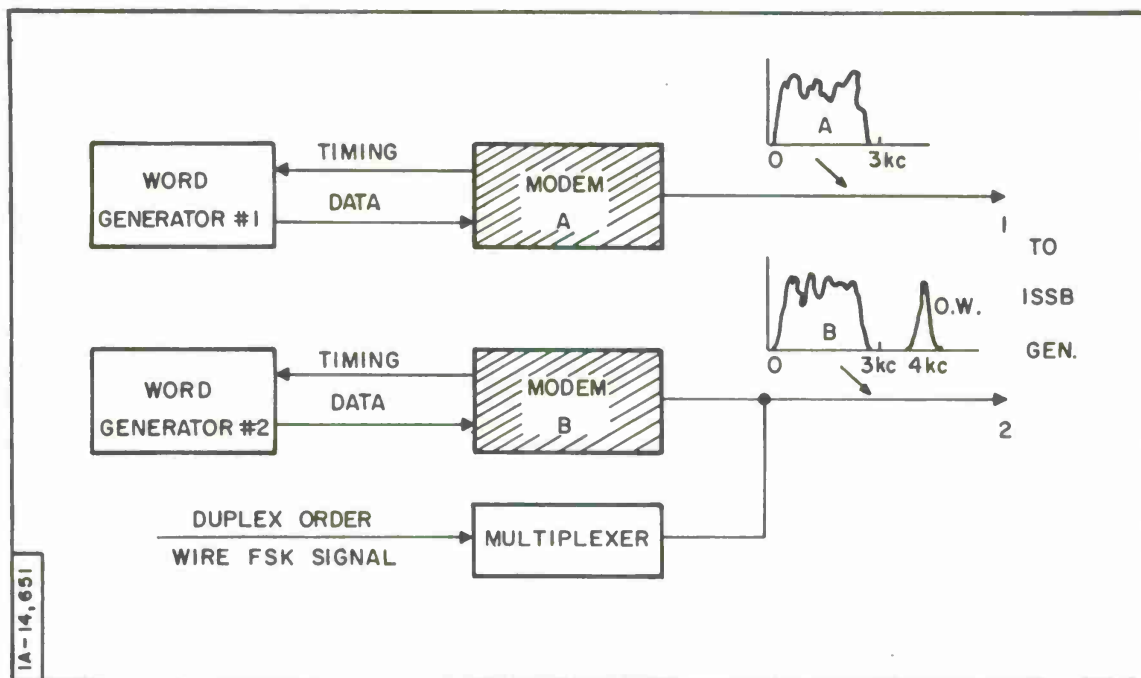 A
0
3kc
TIMING
WORD
GENERATOR #1
DATA
MODEM
A
1
TO
ISSB
GEN.
O.W.
B
0
3kc
4kc
TIMING
WORD
GENERATOR #2
DATA
MODEM
B
2
DUPLEX ORDER
WIRE FSK SIGNAL
MULTIPLEXER
IA-14,651